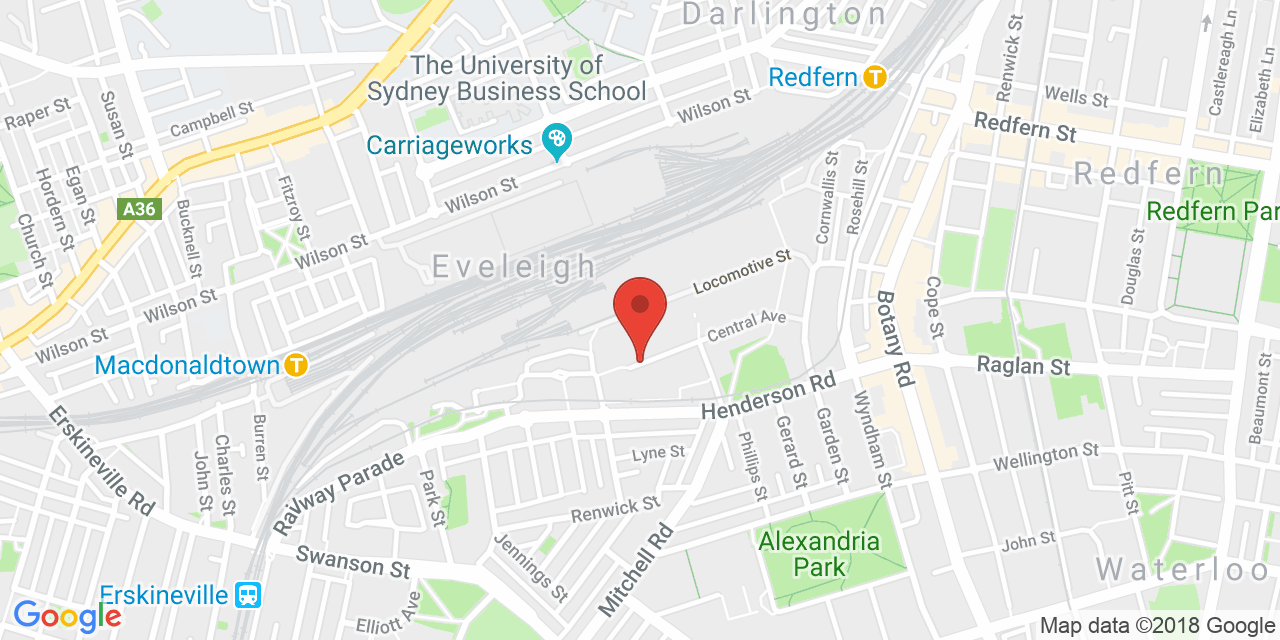 Darlington
The University of
Sydney Business School
Redfern
T
Renwick St
Castlereagh Ln
Elizabeth Ln
Raper St
Susan St
Campbell St
Wilson St
Wells St
Redfern St
Carriageworks
Redfern
Egan St
Hordern St
Church St
A36
Bucknell St
Fitzroy St
Wilson St
Wilson St
Cornwallis St
Rosehill St
Redfern Par
Douglas St
Eveleigh
Locomotive St
Wilson St
Wilson St
Central Ave
Botany Rd
Cope St
Macdonaldtown
T
Raglan St
Henderson Rd
Beaumont St
Erskineville Rd
Burren St
Charles St
John St
Railway Parade
Park St
Lyne St
Phillips St
Gerard St
Garden St
Wyndham St
Wellington St
Pitt St
Renwick St
Jennings St
Mitchell Rd
Alexandria
Park
John St
Swanson St
Waterloo
Erskineville
Elliott Ave
Google
Map data ©2018 Google